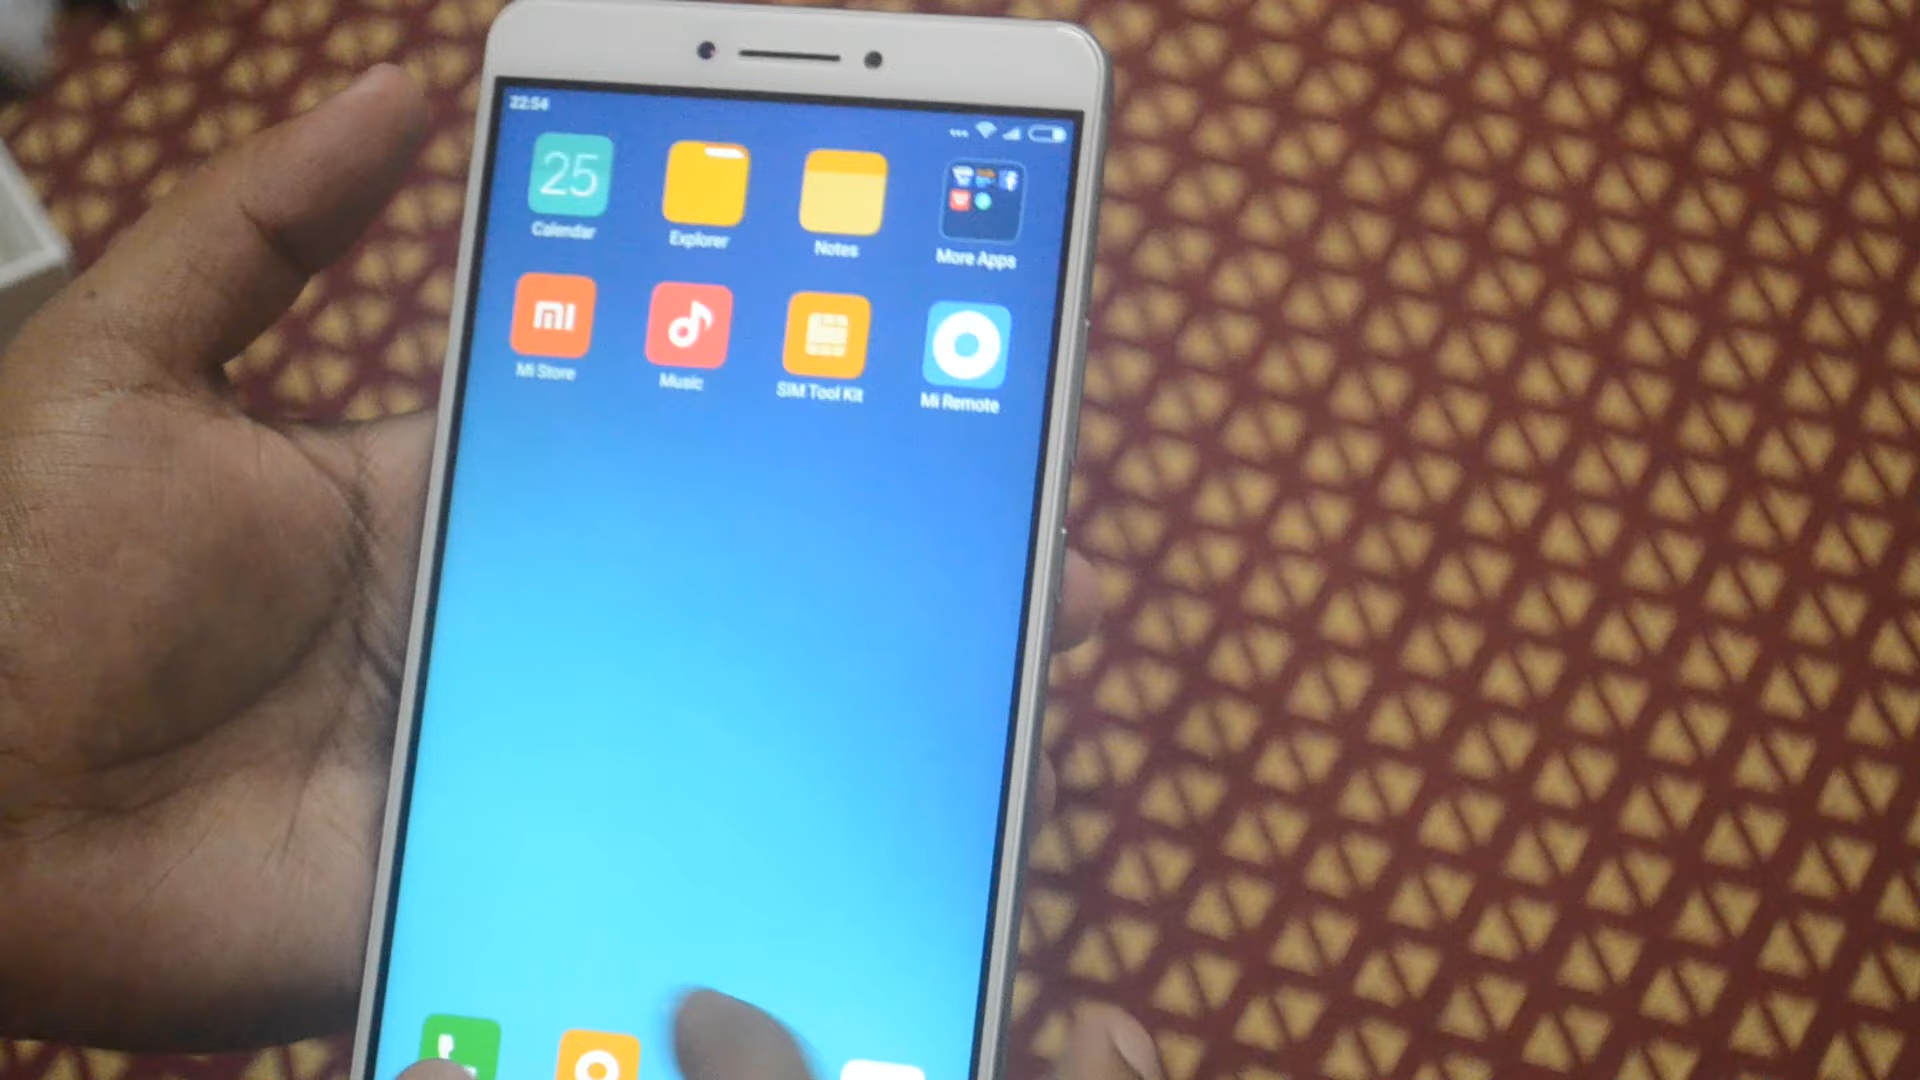 22:54
25
Calendar
Explorer
Notes
More Apps
mi
Mi Store
Music
SIM Tool Kit
Mi Remote